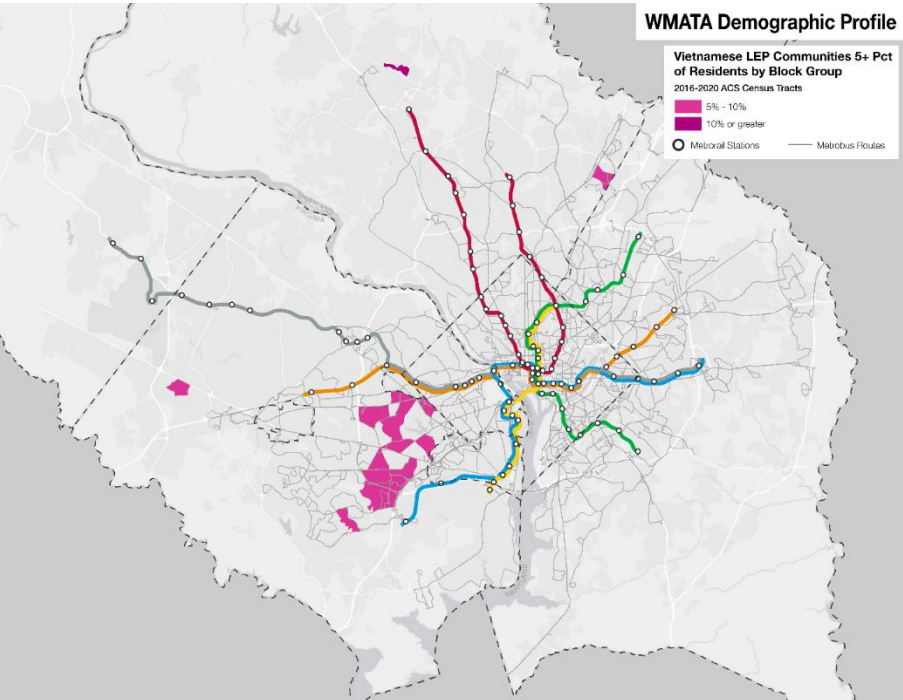 WMATA Demographic Profile
Vietnamese LEP Communities 5+ Pct
of Residents by Block Group
2016-2020 ACS Census Tracts
5% - 10%
10% or greater
Metrorail Stations
Metrobus Routes